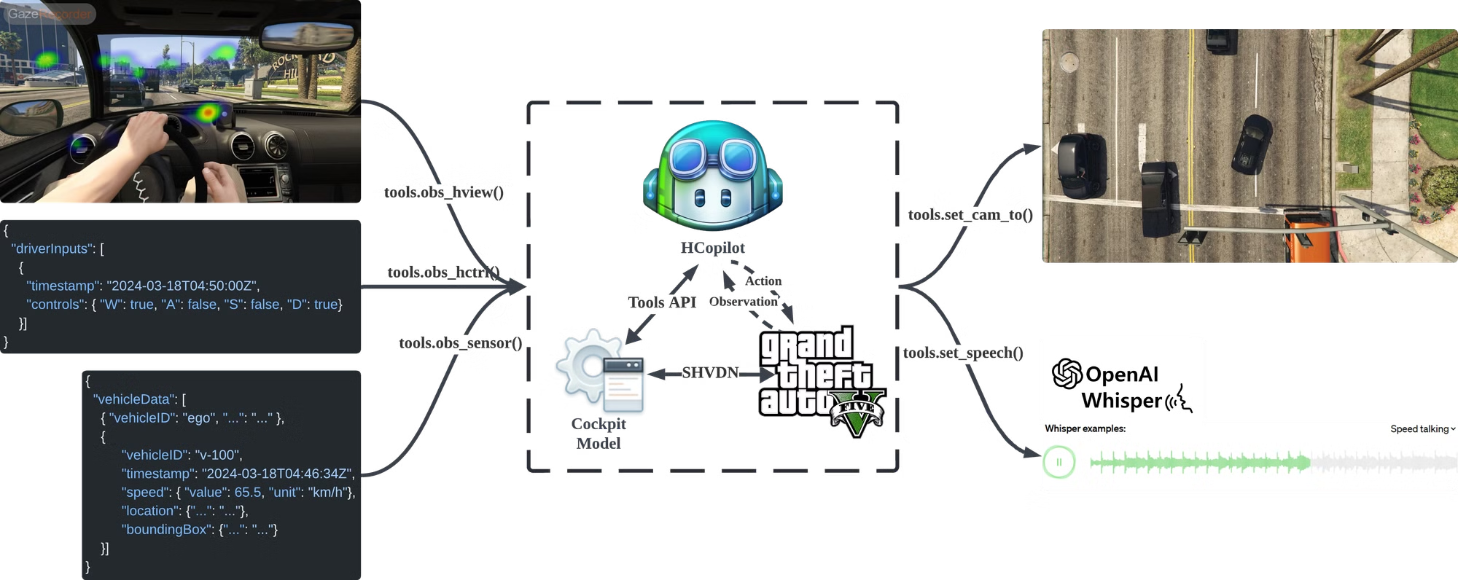 GazeRecorder
ROCKFORD
HILLS
{
"driverInputs": [
{
"timestamp": "2024-03-18T04:50:00Z",
"controls": { "W": true, "A": false, "S": false, "D": true}
}]
}
{
"vehicleData": [
{ "vehicleID": "ego", "...": "..." },
{
"vehicleID": "v-100",
"timestamp": "2024-03-18T04:46:34Z",
"speed": { "value": 65.5, "unit": "km/h"},
"location": {"...": "..."},
"boundingBox": {"...": "..."}
}]
}
tools.obs_hview()
tools.obs_hctrl()
tools.obs_sensor()
HCopilot
Action
Observation
Tools API
SHVDN
Cockpit
Model
grand
theft
auto
V
FIVE
tools.set_cam_to()
tools.set_speech()
OpenAI
Whisper
Whisper examples:
Speed talking